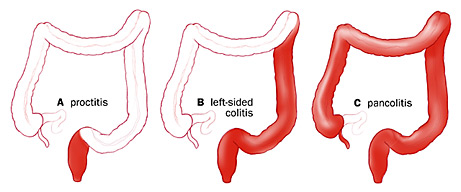 A proctitis
B left-sided
colitis
C pancolitis